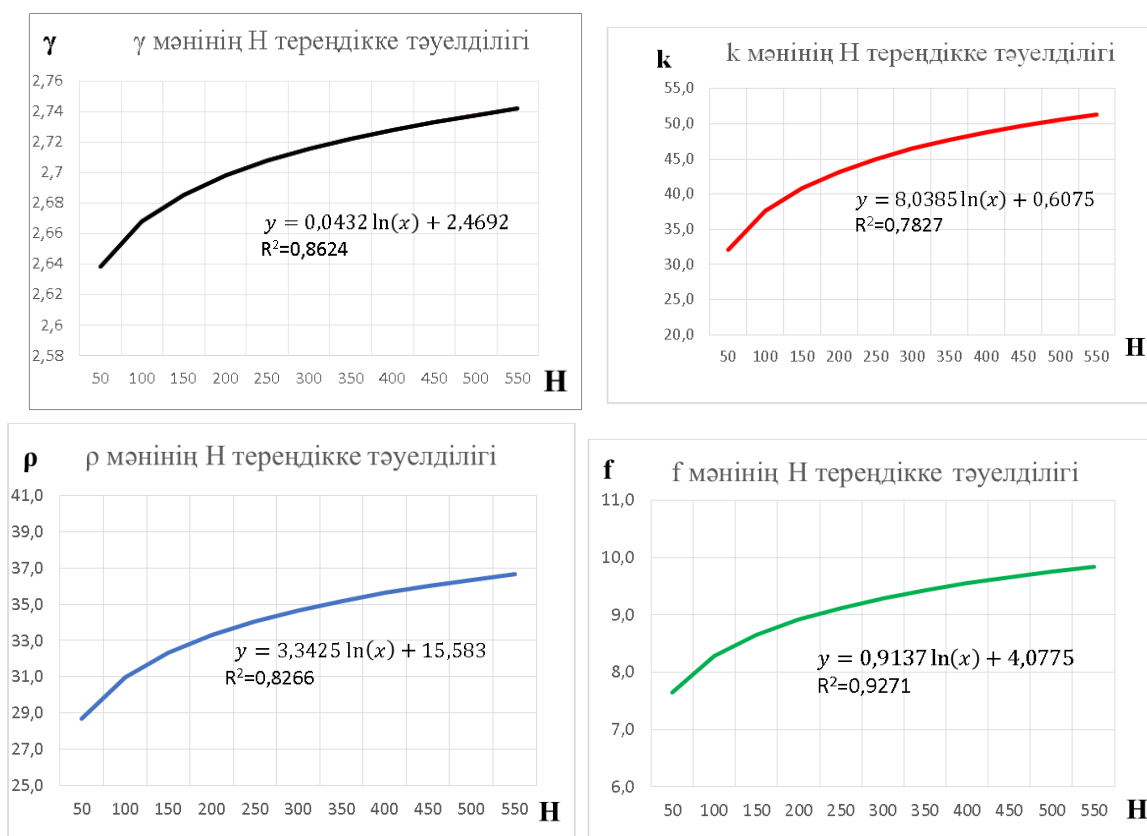 γ
γ мәнінің Н тереңдікке тәуелділігі
2,76
2,74
2,72
2,7
2,68
2,66
2,64
2,62
2,6
2,58
y = 0,0432 ln(x) + 2,4692
R²=0,8624
50 100 150 200 250 300 350 400 450 500 550
H
k
k мәнінің Н тереңдікке тәуелділігі
55,0
50,0
45,0
40,0
35,0
30,0
25,0
20,0
y = 8,0385 ln(x) + 0,6075
R²=0,7827
50 100 150 200 250 300 350 400 450 500 550
H
ρ
ρ мәнінің Н тереңдікке тәуелділігі
41,0
39,0
37,0
35,0
33,0
31,0
29,0
27,0
25,0
y = 3,3425 ln(x) + 15,583
R²=0,8266
50 100 150 200 250 300 350 400 450 500 550
H
f
f мәнінің Н тереңдікке тәуелділігі
11,0
10,0
9,0
8,0
7,0
6,0
y = 0,9137 ln(x) + 4,0775
R²=0,9271
50 100 150 200 250 300 350 400 450 500 550
H